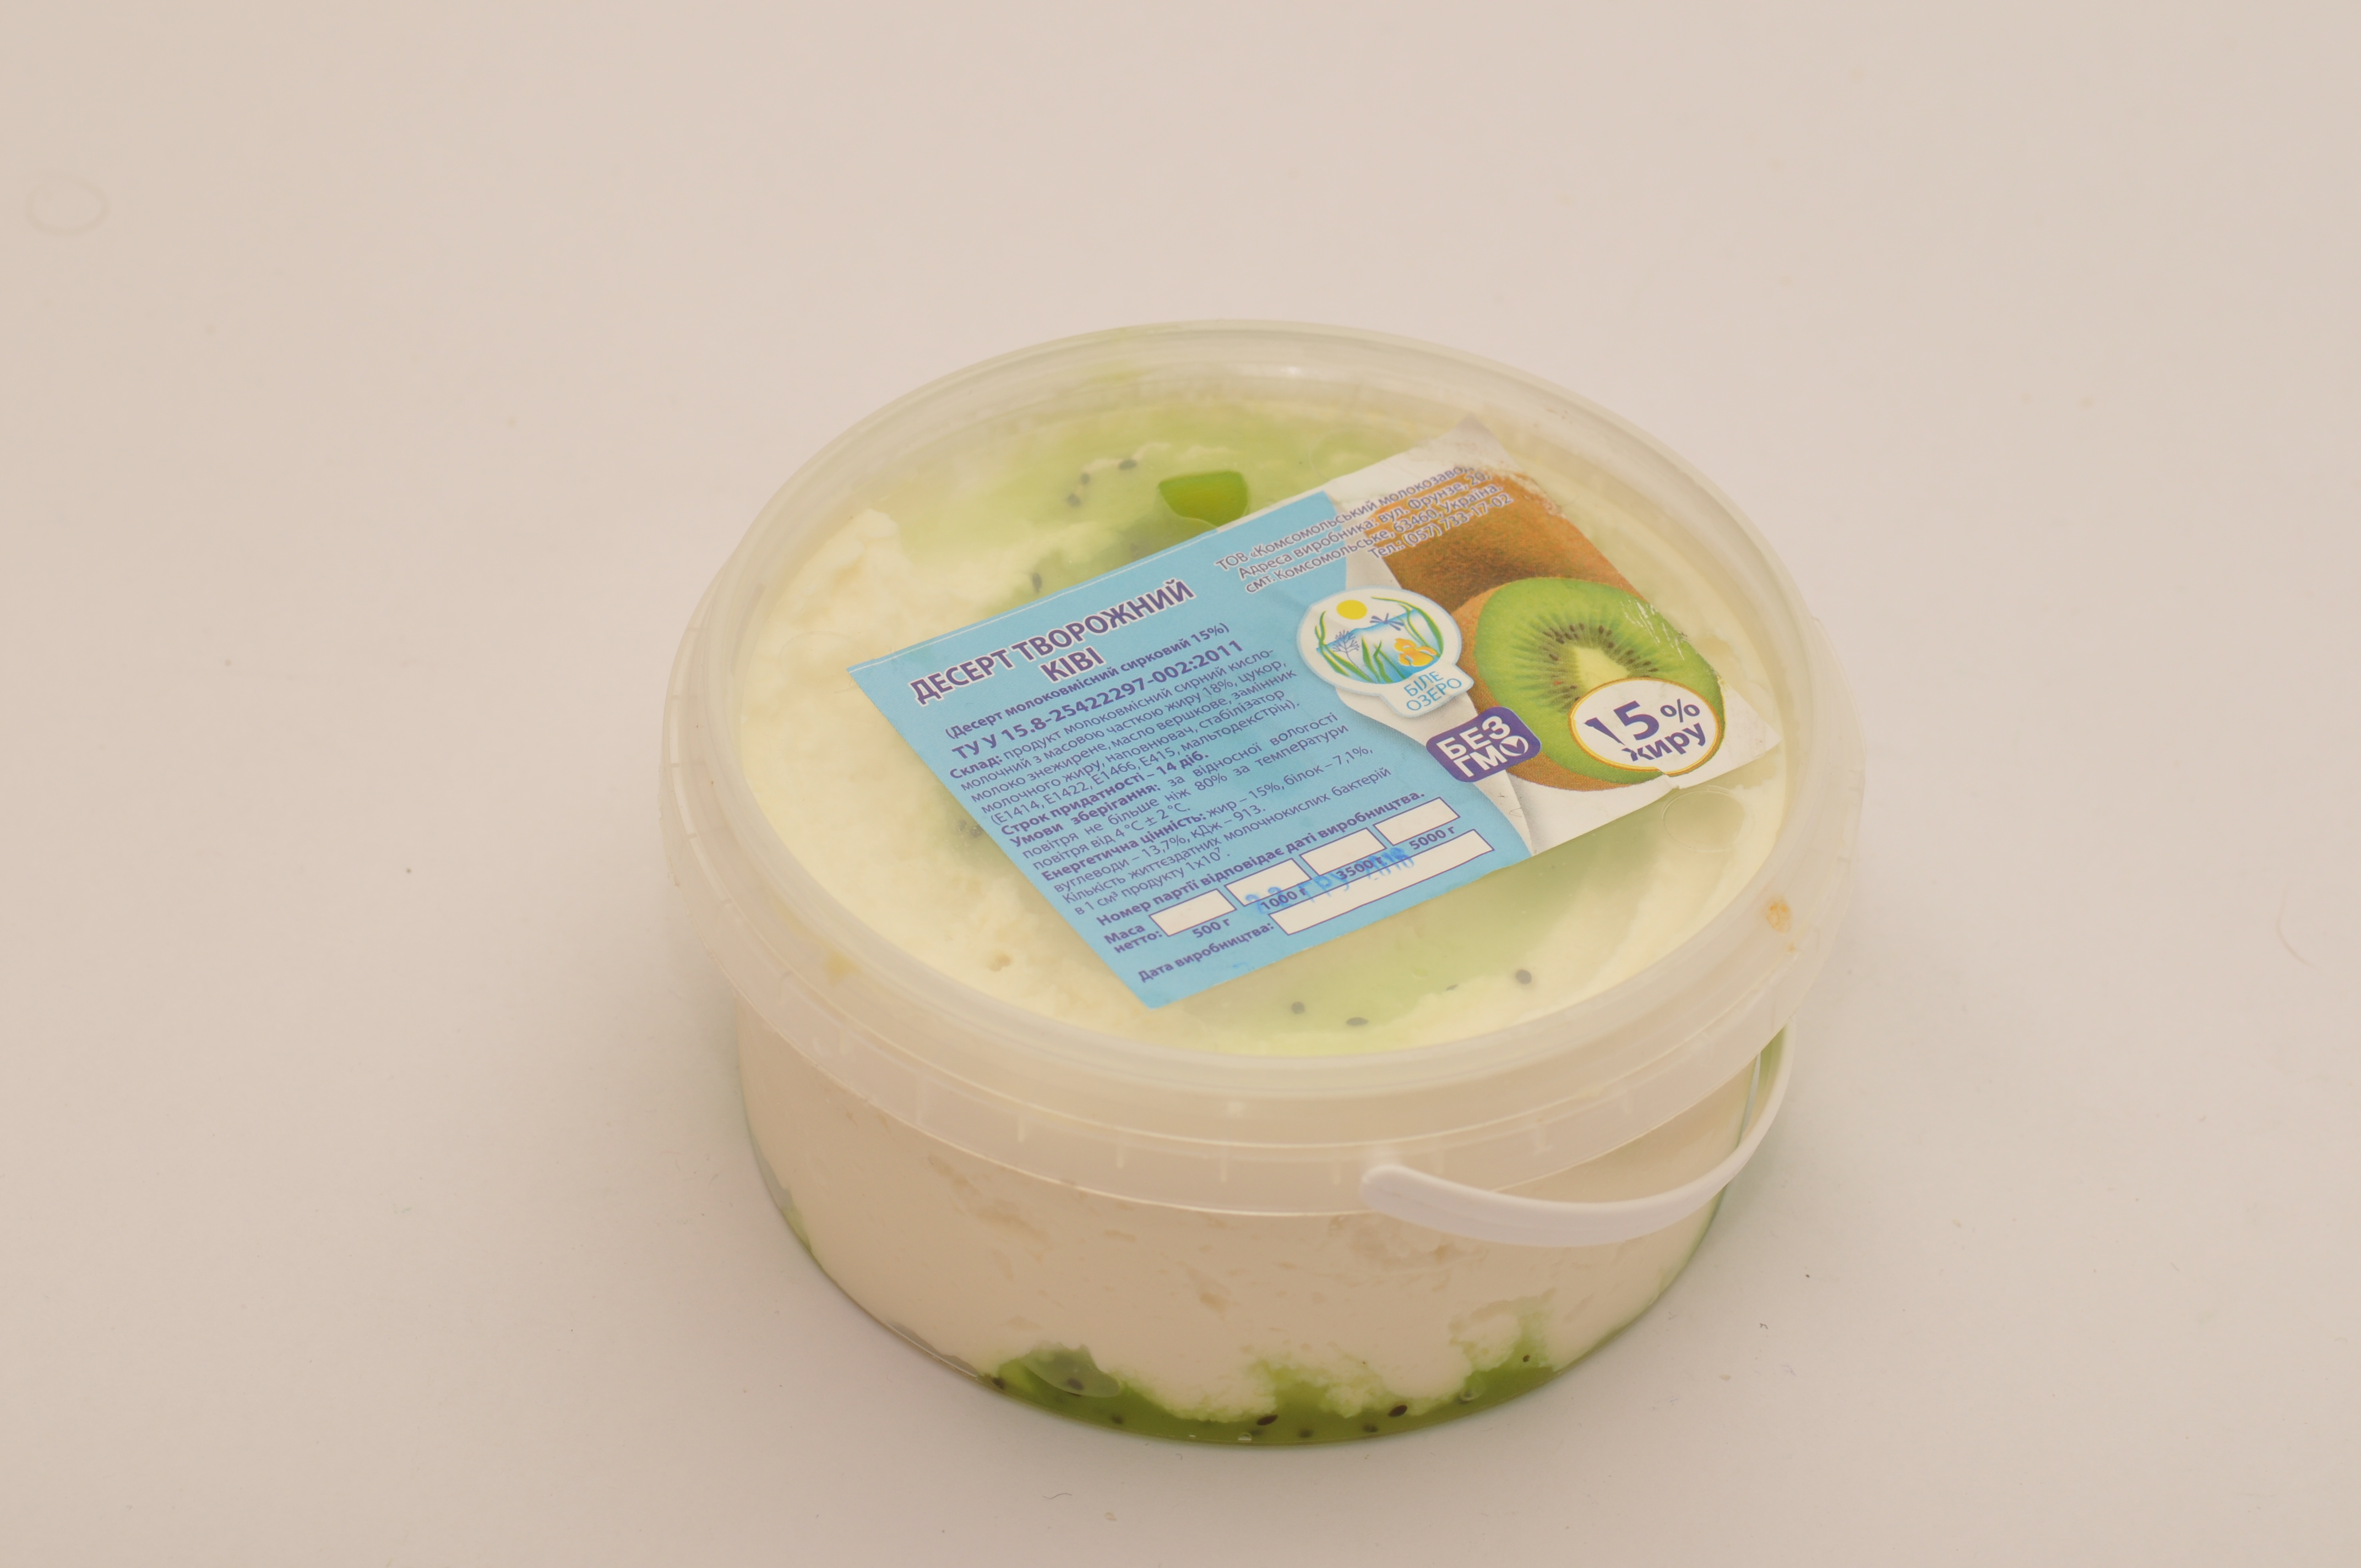 ДЕСЕРТ ТВОРОЖНИЙ
КІВІ
(Десерт молоковмісний сирковий 15%)
ТУ У 15.8-25422297-002:2011
Склад: продукт молоковмісний сирний кисло-
молочний з масовою часткою жиру 18%, цукор,
молоко знежирене, масло вершкове, замінник
молочного жиру, наповнювач, стабілізатор
(Е1414, Е1422, Е1466, Е415, мальтодекстрін).
Строк придатності – 14 діб.
Умови зберігання: за відносної вологості
повітря не більше ніж 80% за температури
повітря від 4 °С ± 2 °С.
Енергетична цінність: жир – 15%, білок – 7,1%,
вуглеводи – 13,7%, кДж – 913.
Кількість життєздатних молочнокислих бактерій
в 1 см³ продукту 1х10⁷.
Номер партії відповідає даті виробництва.
Маса
нетто:
500 г 1000 г 3500 г 5000 г
Дата виробництва:
ТОВ «Комсомольський молокозавод»
Адреса виробника: вул. Фрунзе, 20,
смт. Комсомольське, 63460, Україна
Тел.: (057) 733-17-02
БІЛЕ
ОЗЕРО
БЕЗ
ГМО
15%
жиру